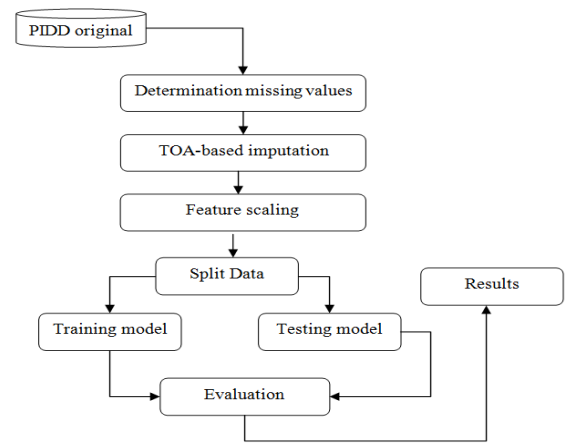 PIDD original
Determination missing values
TOA-based imputation
Feature scaling
Split Data
Results
Training model
Testing model
Evaluation